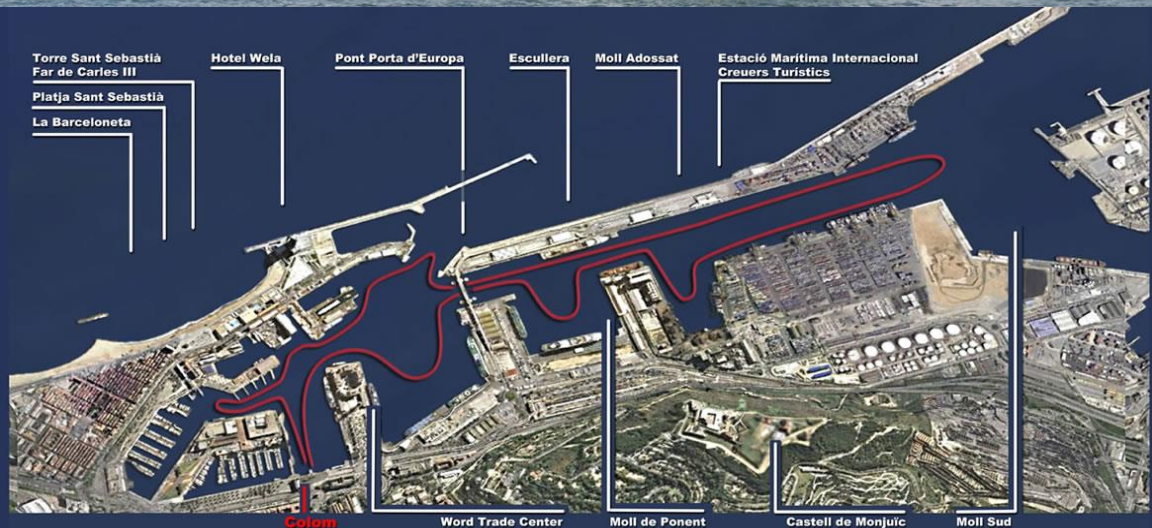 Torre Sant Sebastià
Far de Carles III
Platja Sant Sebastià
La Barceloneta
Hotel Wela
Pont Porta d'Europa
Escullera
Moll Adossat
Estació Marítima Internacional
Creuers Turístics
Colom
Word Trade Center
Moll de Ponent
Castell de Monjuïc
Moll Sud